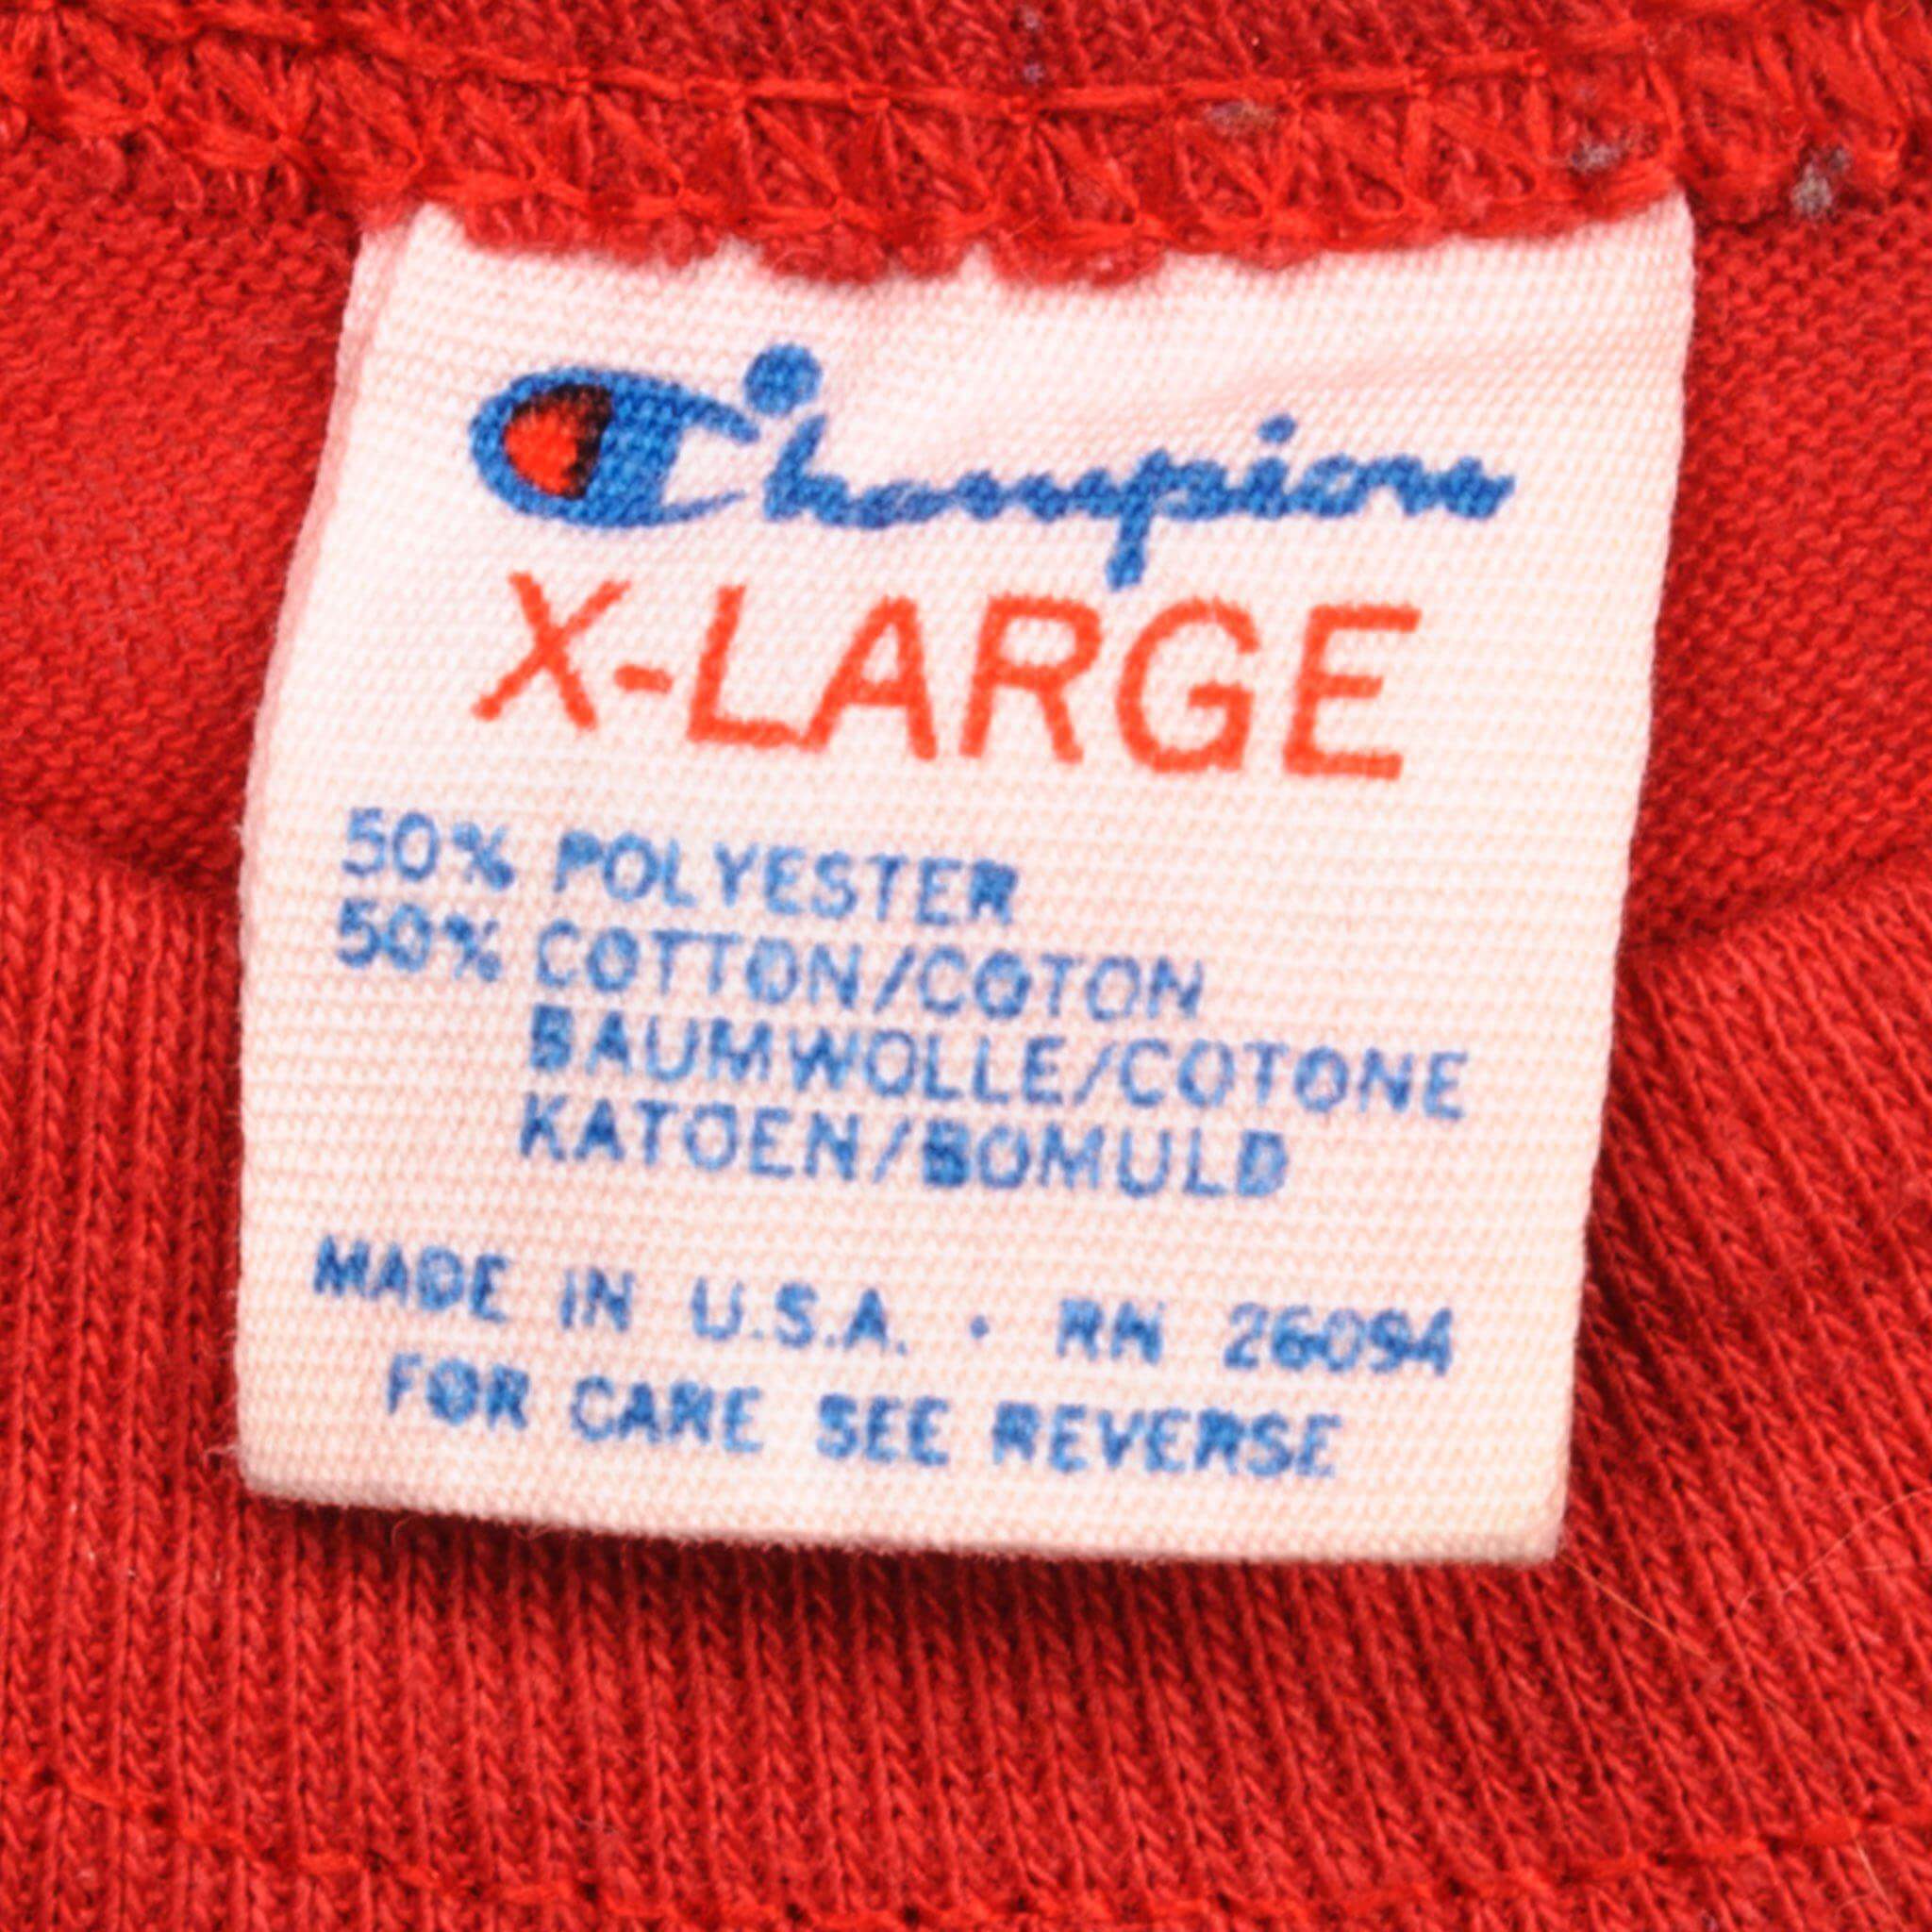 Champion
X-LARGE
50% POLYESTER
50% COTTON/COTON
BAUMWOLLE/COTONE
KATOEN/BOMULD
MADE IN U.S.A. · RN 26094
FOR CARE SEE REVERSE